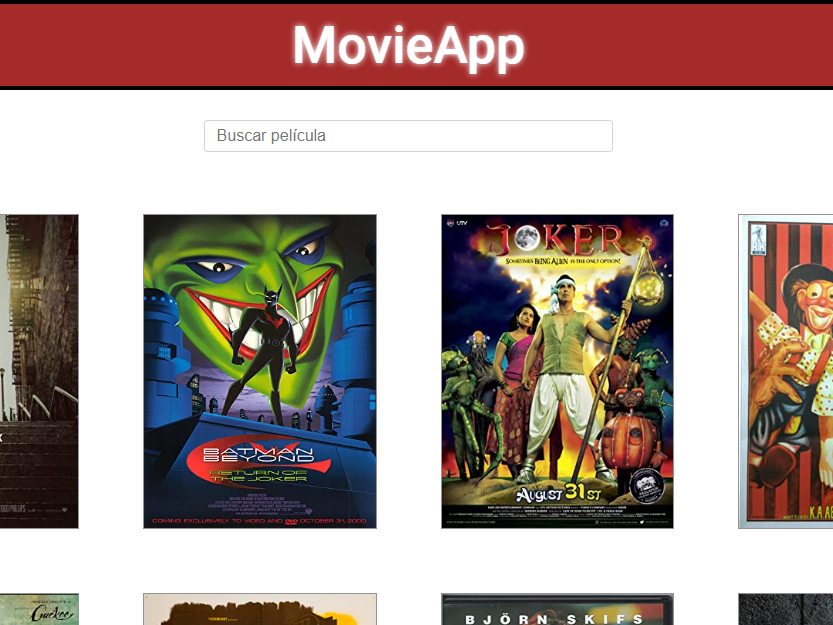 MovieApp
Buscar película
UTV
JOKER
SOMETIMES BEING ALIEN IS THE ONLY OPTION!
BATMAN
BEYOND
RETURN OF
THE JOKER
COMING EXCLUSIVELY TO VIDEO AND DVD OCTOBER 31, 2000
AUGUST 31ST
BJÖRN SKIFS